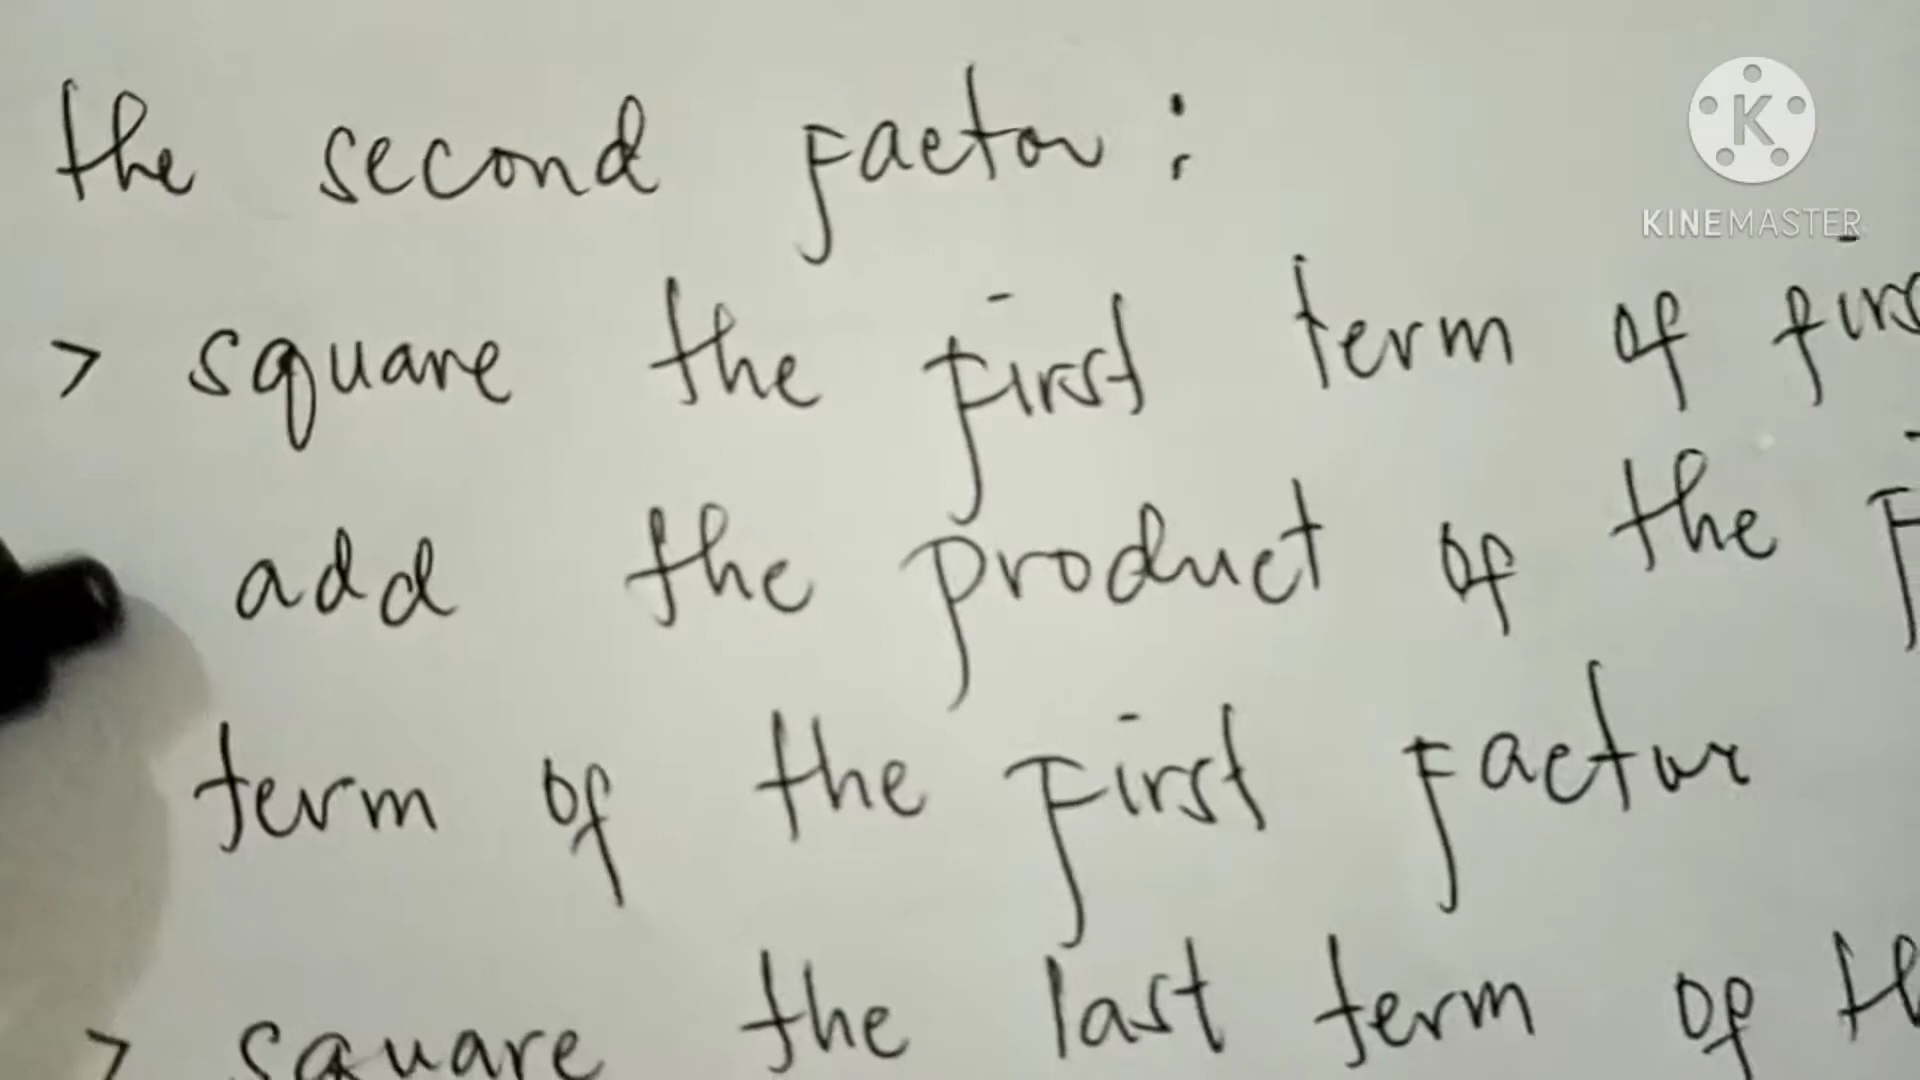 the second factor:
K
KINEMASTER
> square the first term of
add the product of the
term of the first factor
> square the last term of